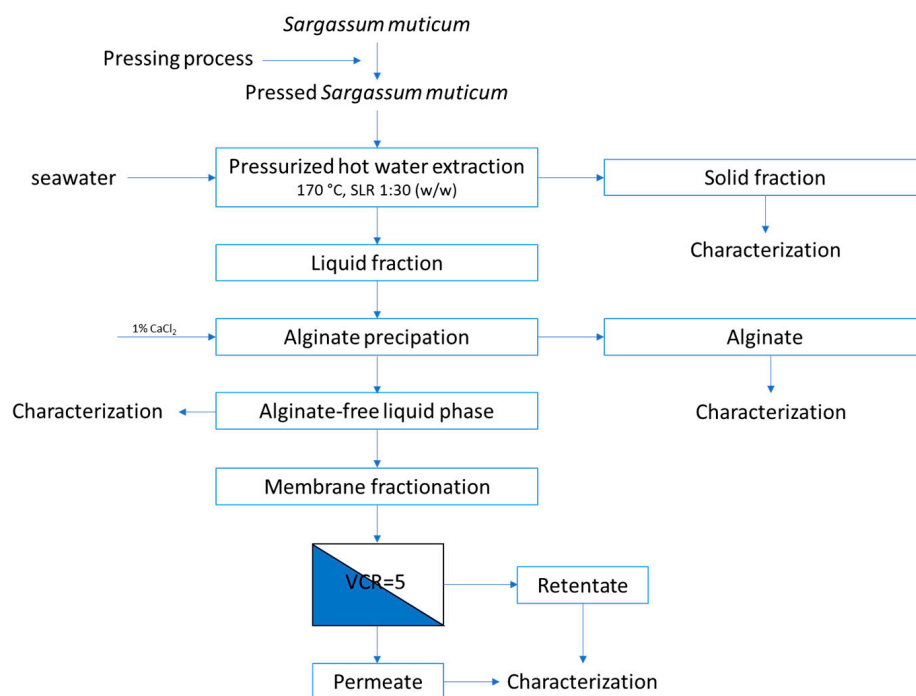 Sargassum muticum
Pressing process
Pressed Sargassum muticum
Pressurized hot water extraction
170 °C, SLR 1:30 (w/w)
seawater
Solid fraction
Characterization
Liquid fraction
1% CaCl₂
Alginate precipation
Alginate
Characterization
Characterization
Alginate-free liquid phase
Membrane fractionation
VCR=5
Retentate
Permeate
Characterization